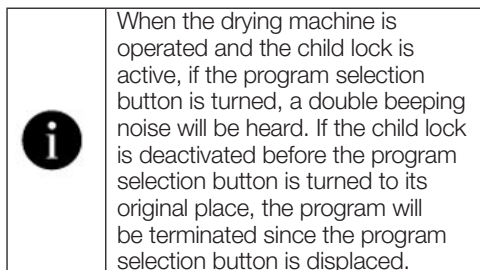 When the drying machine is
operated and the child lock is
active, if the program selection
button is turned, a double beeping
noise will be heard. If the child lock
is deactivated before the program
selection button is turned to its
original place, the program will
be terminated since the program
selection button is displaced.